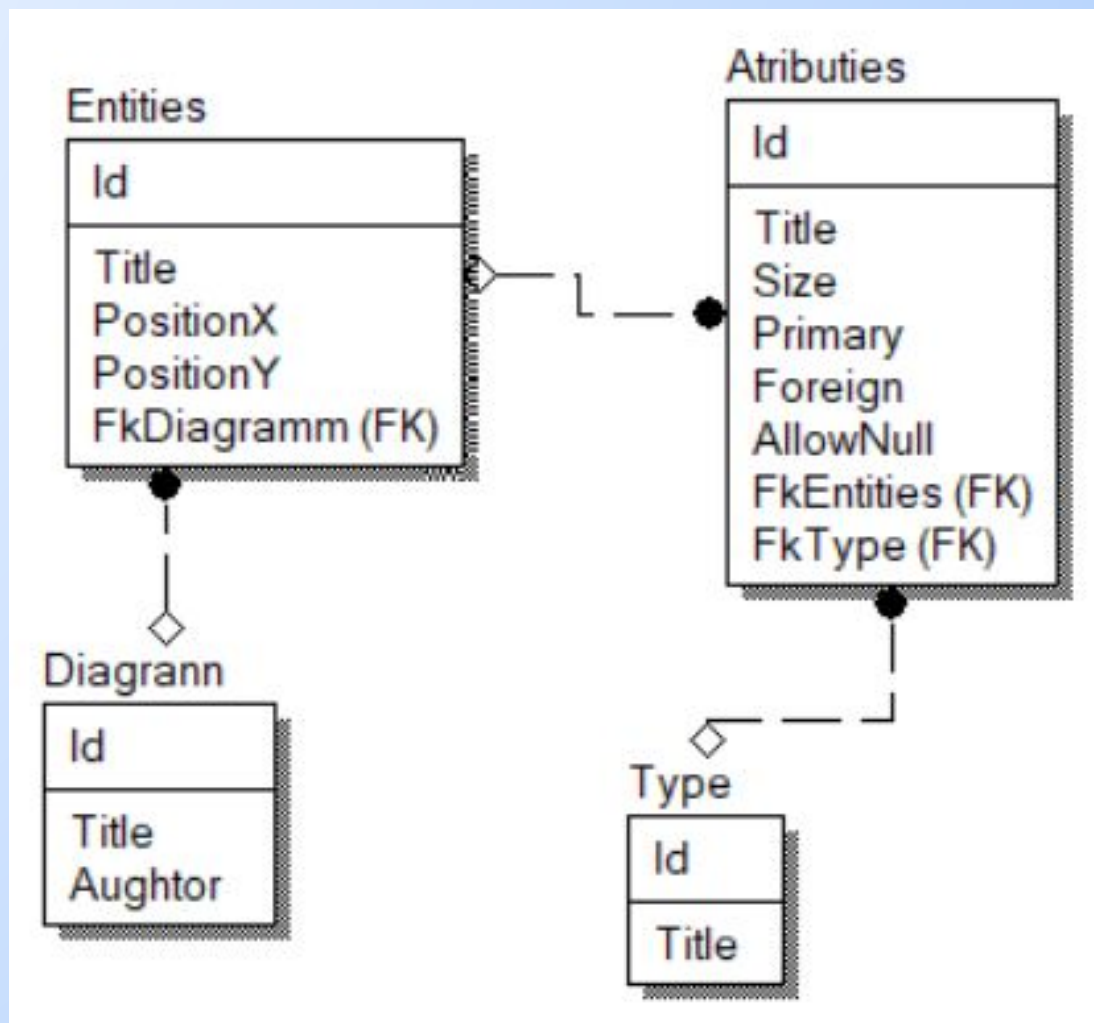 Entities
Id
Title
PositionX
PositionY
FkDiagramm (FK)
Atributies
Id
Title
Size
Primary
Foreign
AllowNull
FkEntities (FK)
FkType (FK)
Diagrann
Id
Title
Aughtor
Type
Id
Title